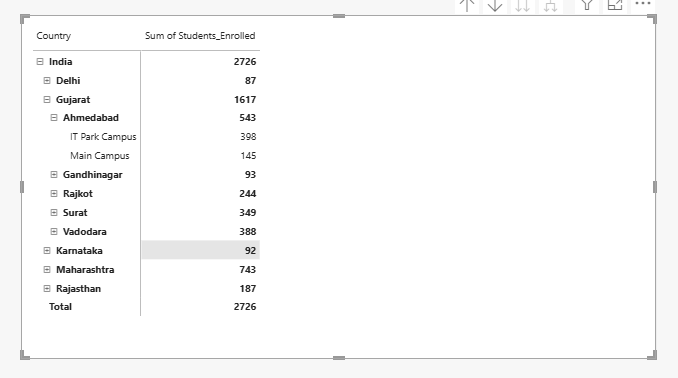 Country Sum of Students_Enrolled
India 2726
Delhi 87
Gujarat 1617
Ahmedabad 543
IT Park Campus 398
Main Campus 145
Gandhinagar 93
Rajkot 244
Surat 349
Vadodara 388
Karnataka 92
Maharashtra 743
Rajasthan 187
Total 2726